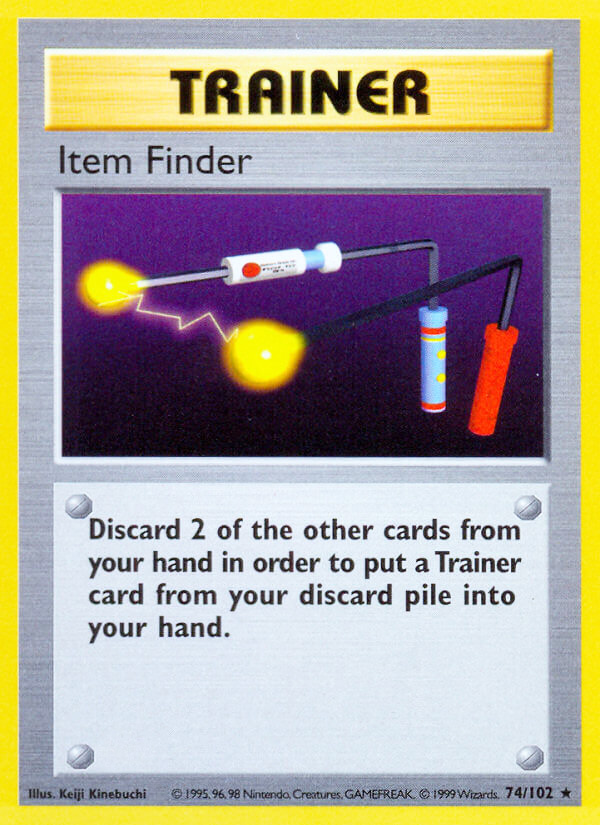 TRAINER
Item Finder
Discard 2 of the other cards from
your hand in order to put a Trainer
card from your discard pile into
your hand.
Illus. Keiji Kinebuchi © 1995, 96, 98 Nintendo, Creatures, GAMEFREAK. © 1999 Wizards. 74/102 ★